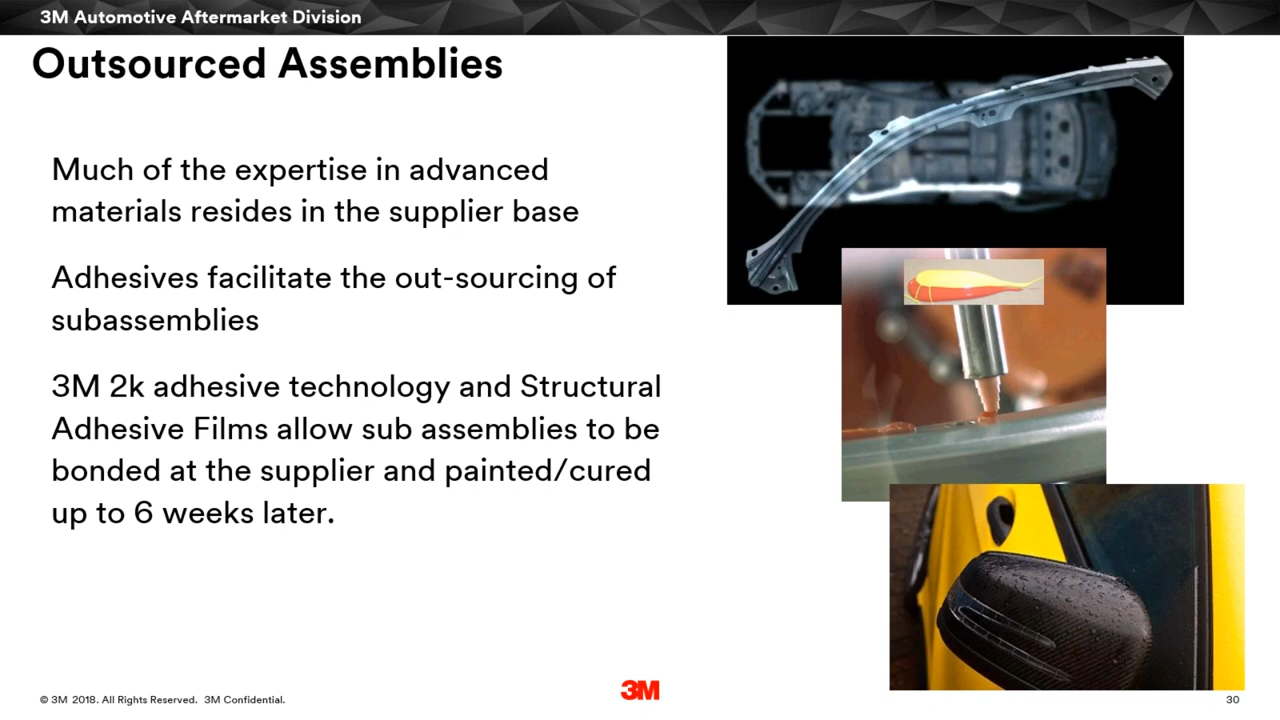 3M Automotive Aftermarket Division
Outsourced Assemblies
Much of the expertise in advanced
materials resides in the supplier base
Adhesives facilitate the out-sourcing of
subassemblies
3M 2k adhesive technology and Structural
Adhesive Films allow sub assemblies to be
bonded at the supplier and painted/cured
up to 6 weeks later.
© 3M 2018. All Rights Reserved. 3M Confidential.
3M
30